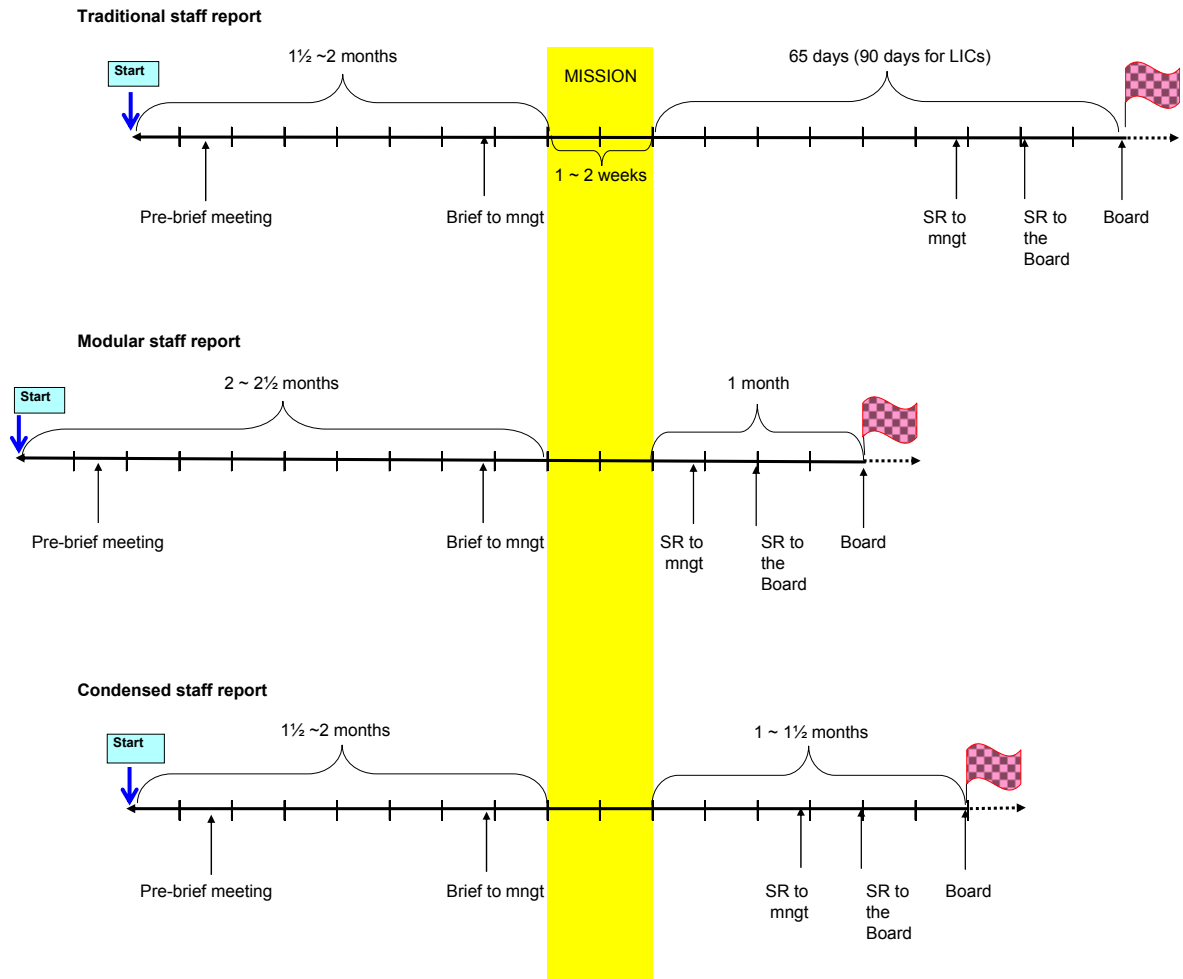 Traditional staff report
Start
1½ ~2 months
MISSION
65 days (90 days for LICs)
1 ~ 2 weeks
Pre-brief meeting
Brief to mngt
SR to
mngt
SR to
the
Board
Board
Modular staff report
Start
2 ~ 2½ months
1 month
Pre-brief meeting
Brief to mngt
SR to
mngt
SR to
the
Board
Board
Condensed staff report
Start
1½ ~2 months
1 ~ 1½ months
Pre-brief meeting
Brief to mngt
SR to
mngt
SR to
the
Board
Board